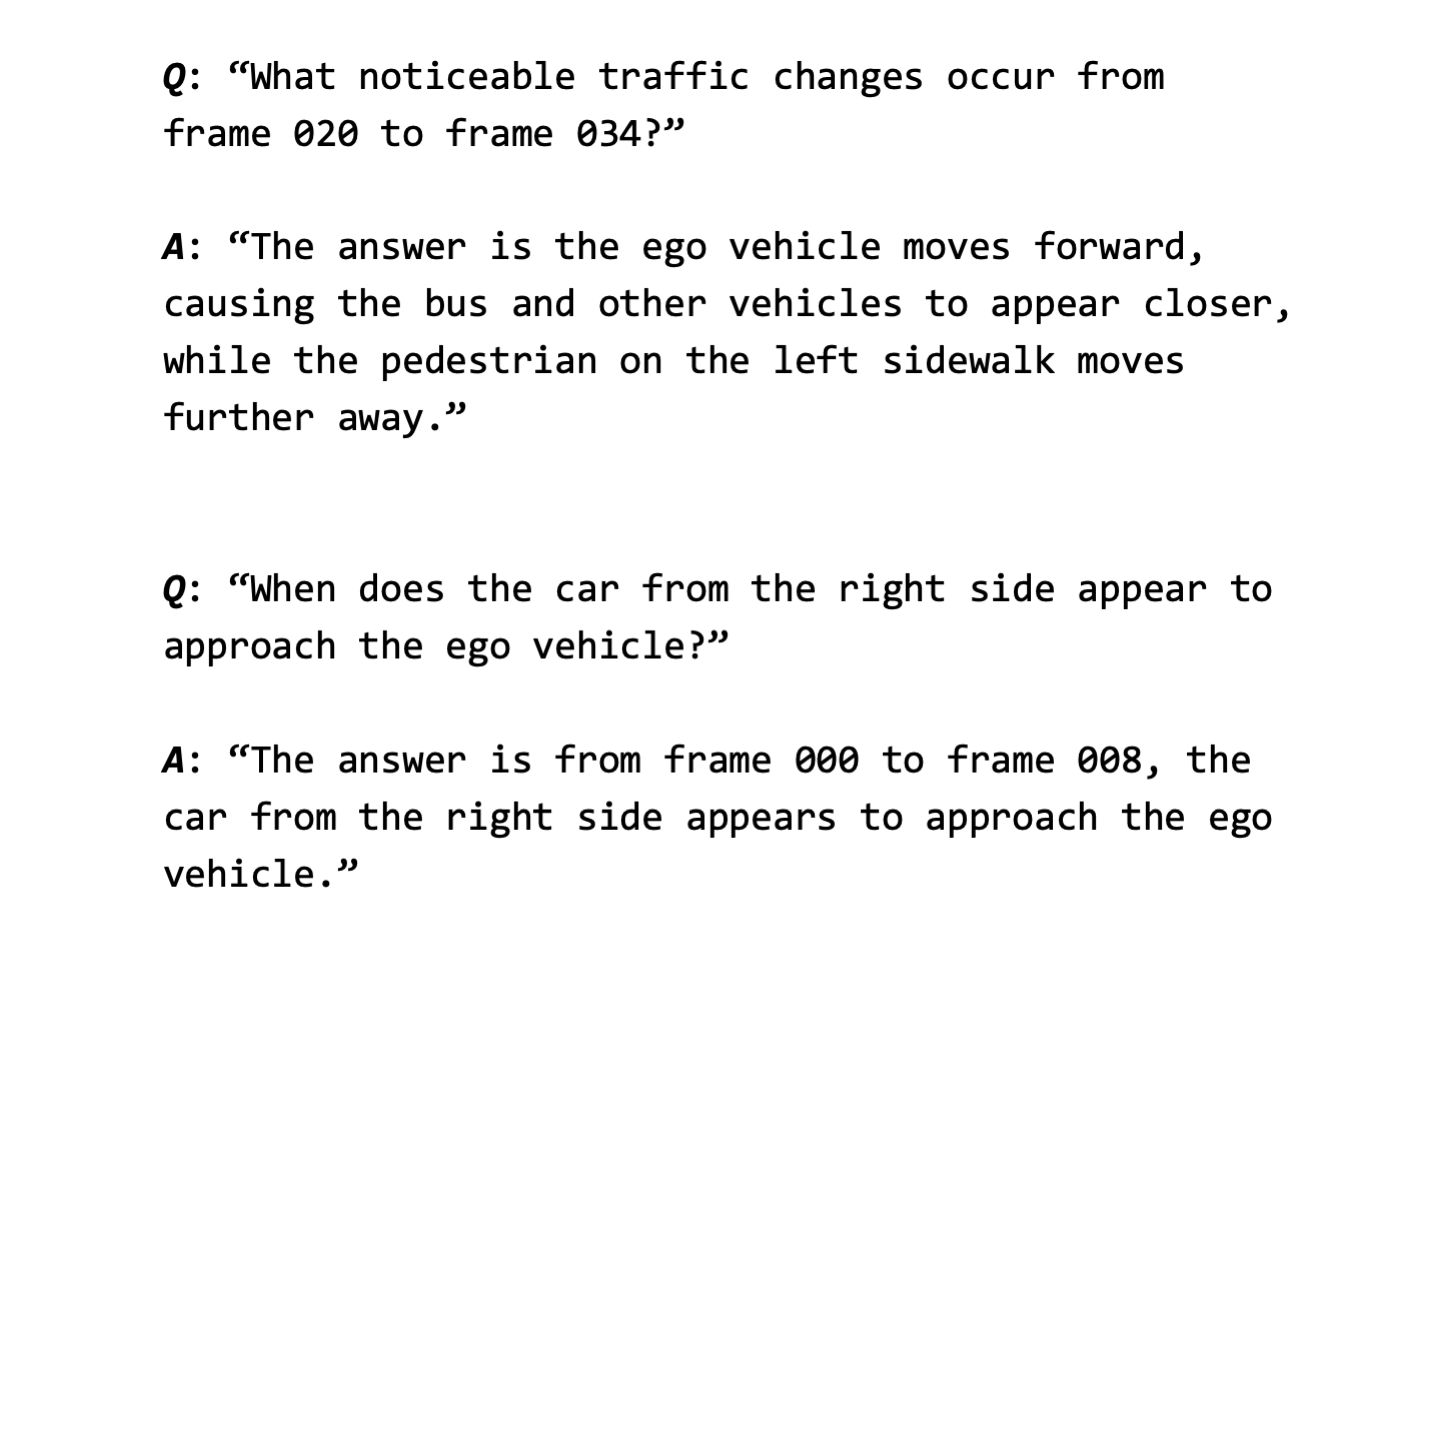 Q: “What noticeable traffic changes occur from
frame 020 to frame 034?”
A: “The answer is the ego vehicle moves forward,
causing the bus and other vehicles to appear closer,
while the pedestrian on the left sidewalk moves
further away.”
Q: “When does the car from the right side appear to
approach the ego vehicle?”
A: “The answer is from frame 000 to frame 008, the
car from the right side appears to approach the ego
vehicle.”